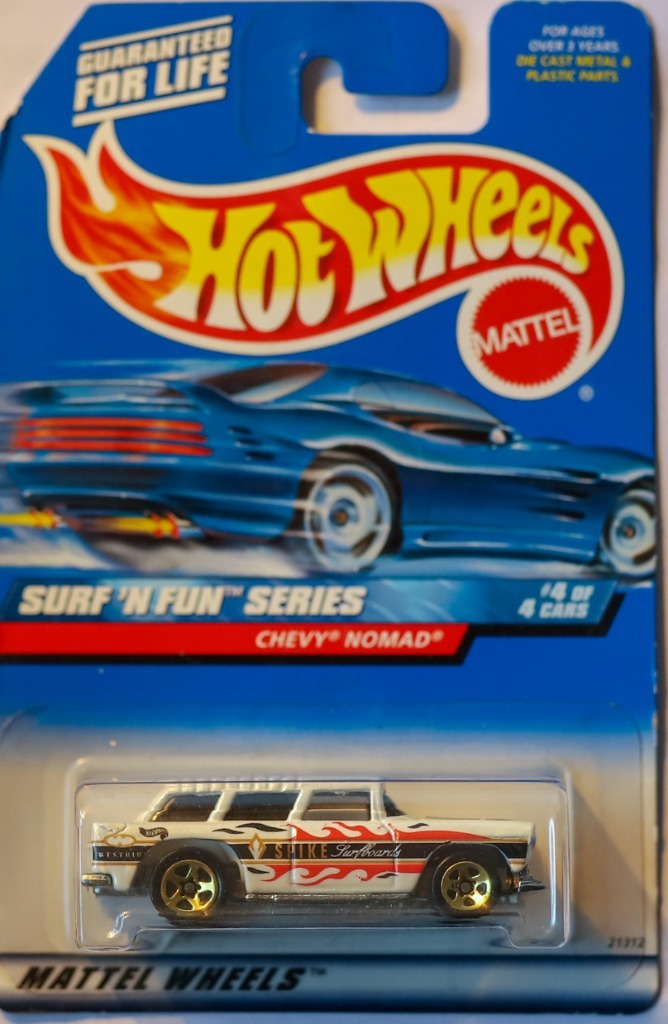 GUARANTEED
FOR LIFE
FOR AGES
OVER 3 YEARS
DIE CAST METAL &
PLASTIC PARTS
HOT WHEELS
MATTEL
®
SURF 'N FUN™ SERIES
#4 OF
4 CARS
CHEVY® NOMAD®
SPIKE Surfboards
21312
MATTEL WHEELS™